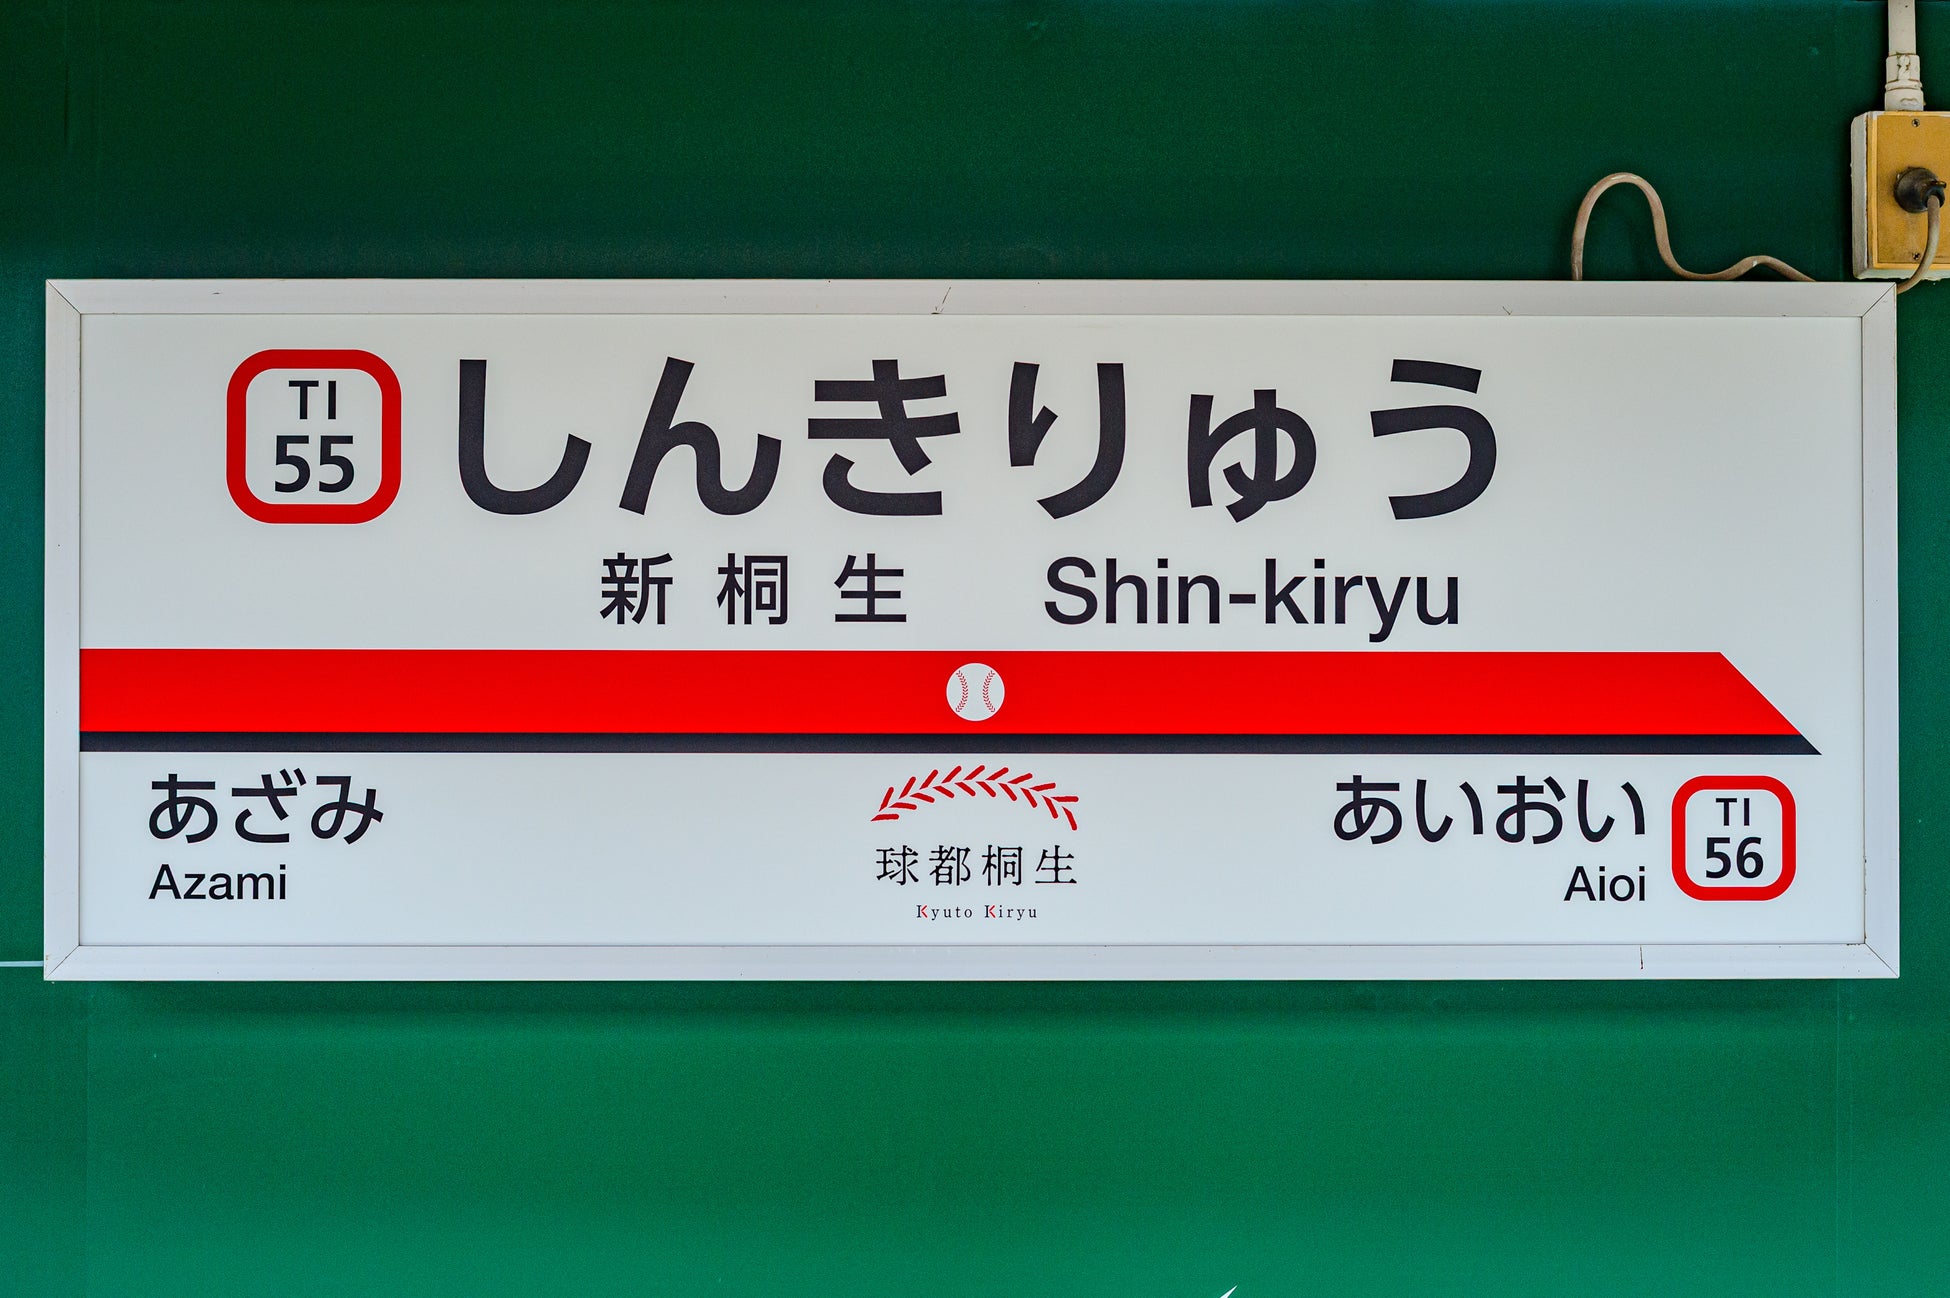 TI
55
しんきりゅう
新桐生 Shin-kiryu
あざみ
Azami
球都桐生
Kyuto Kiryu
あいおい
Aioi
TI
56